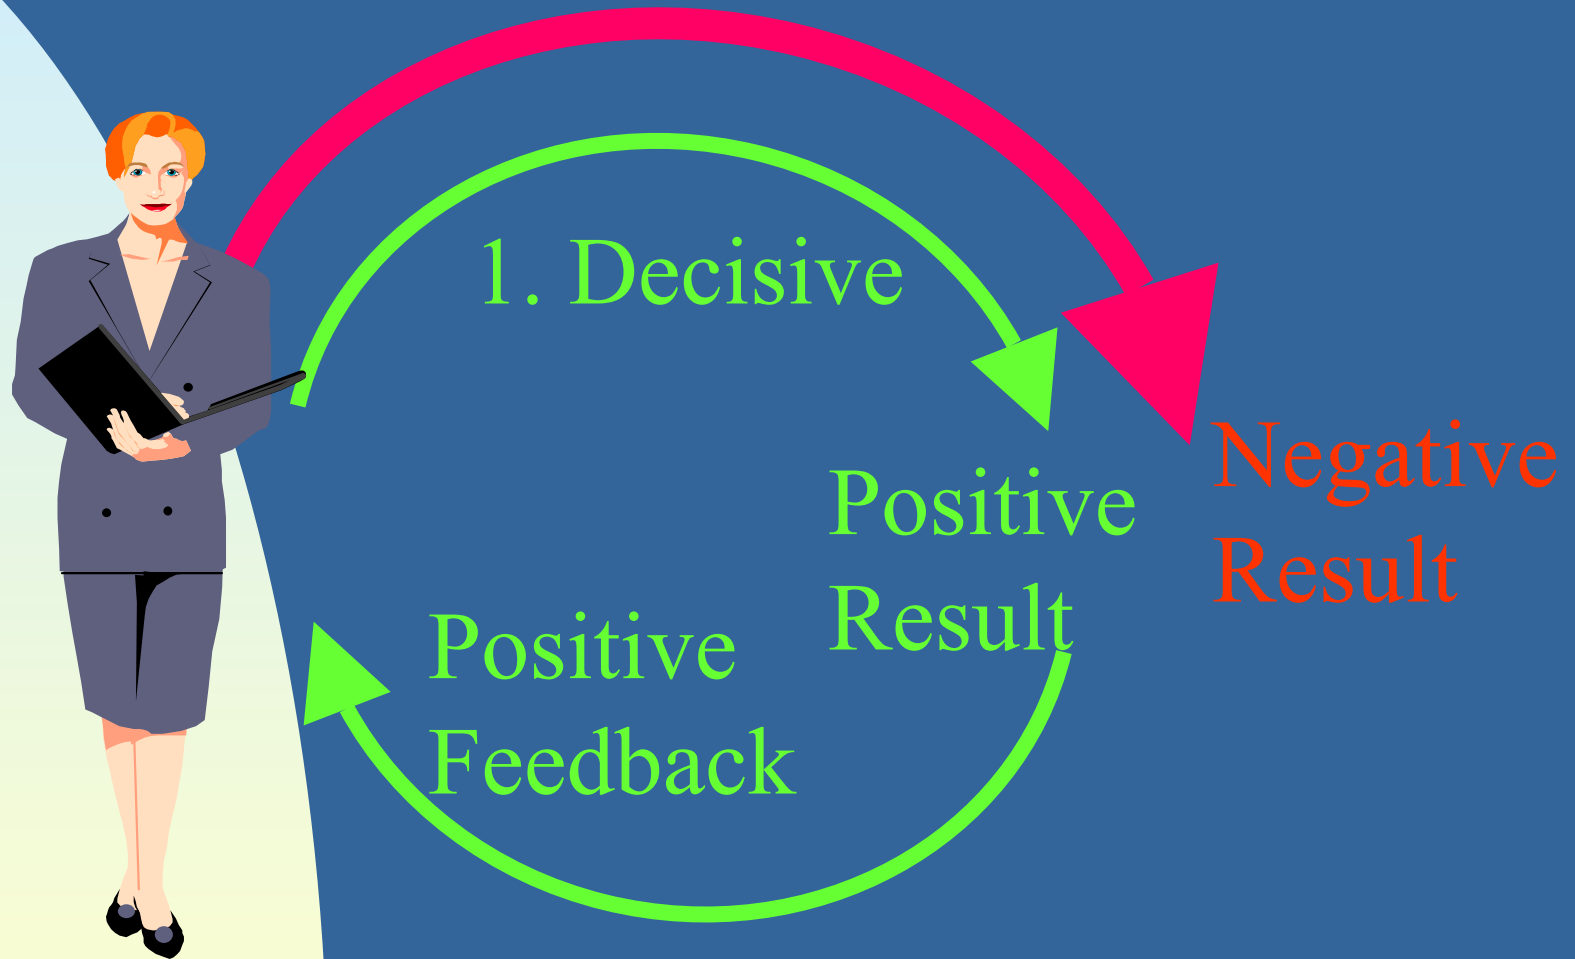 1. Decisive
Negative
Result
Positive
Result
Positive
Feedback